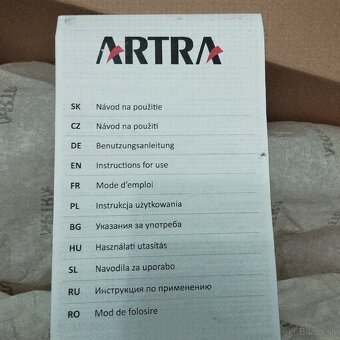 ARTRA
SK Návod na použitie
CZ Návod na použití
DE Benutzungsanleitung
EN Instructions for use
FR Mode d'emploi
PL Instrukcja użytkowania
BG Указания за употреба
HU Használati utasítás
SL Navodila za uporabo
RU Инструкция по применению
RO Mod de folosire